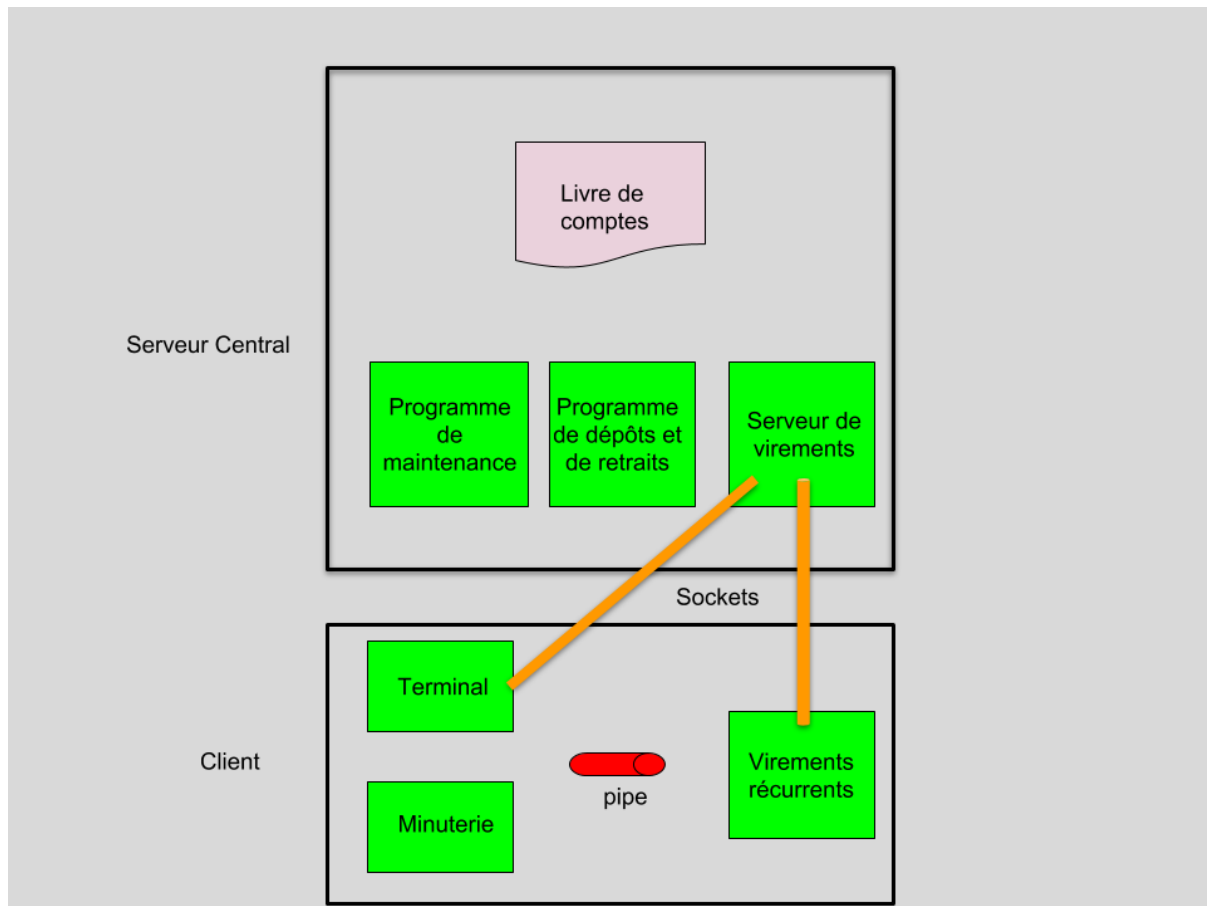 Livre de
comptes
Serveur Central
Programme
de
maintenance
Programme
de dépôts et
de retraits
Serveur de
virements
Sockets
Terminal
Client
Virements
récurrents
pipe
Minuterie